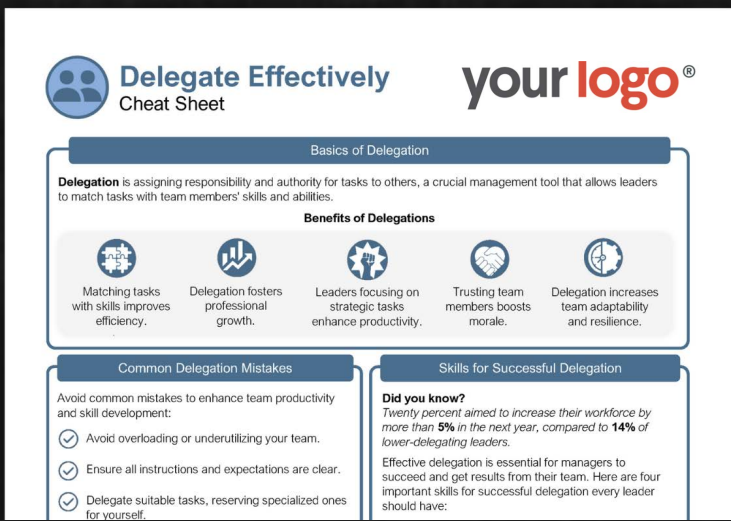 Delegate Effectively
Cheat Sheet
your logo®
Basics of Delegation
Delegation is assigning responsibility and authority for tasks to others, a crucial management tool that allows leaders
to match tasks with team members' skills and abilities.
Benefits of Delegations
Matching tasks
with skills improves
efficiency.
Delegation fosters
professional
growth.
Leaders focusing on
strategic tasks
enhance productivity.
Trusting team
members boosts
morale.
Delegation increases
team adaptability
and resilience.
Common Delegation Mistakes
Avoid common mistakes to enhance team productivity
and skill development:
Avoid overloading or underutilizing your team.
Ensure all instructions and expectations are clear.
Delegate suitable tasks, reserving specialized ones
for yourself.
Skills for Successful Delegation
Did you know?
Twenty percent aimed to increase their workforce by
more than 5% in the next year, compared to 14% of
lower-delegating leaders.
Effective delegation is essential for managers to
succeed and get results from their team. Here are four
important skills for successful delegation every leader
should have: